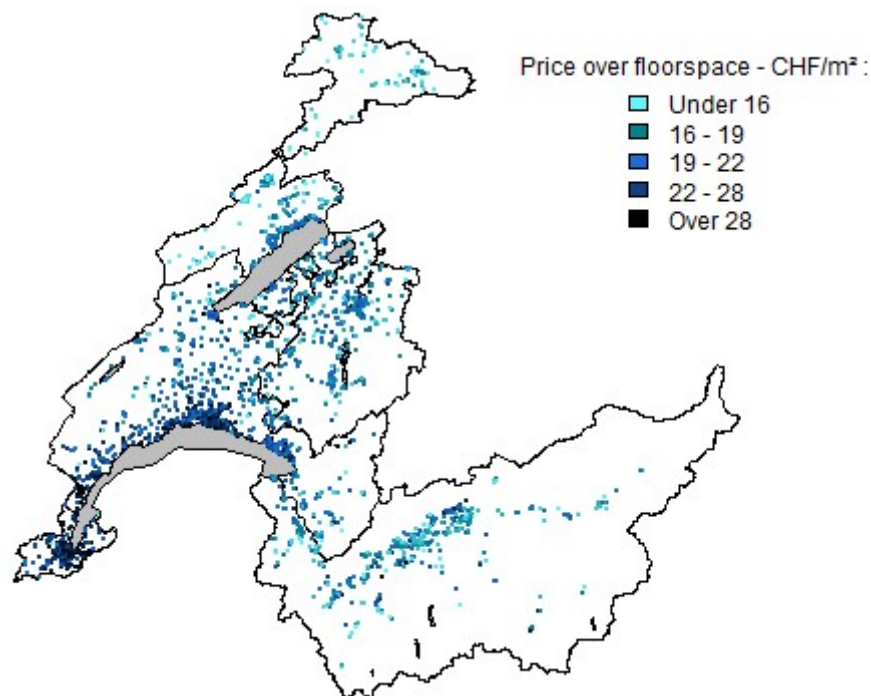 Price over floorspace - CHF/m² :
Under 16
16 - 19
19 - 22
22 - 28
Over 28